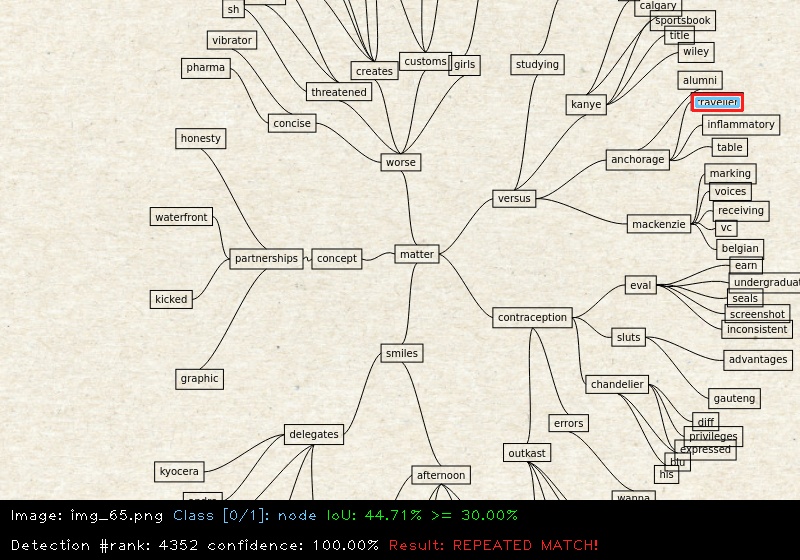 calgary
sh
sportsbook
title
vibrator
wiley
customs
girls
studying
pharma
creates
alumni
threatened
kanye
traveller
concise
inflammatory
honesty
table
worse
anchorage
marking
voices
versus
receiving
waterfront
mackenzie
vc
belgian
matter
partnerships
concept
earn
undergraduat
eval
kicked
seals
screenshot
contraception
inconsistent
sluts
smiles
advantages
graphic
chandelier
gauteng
errors
diff
delegates
privileges
expressed
outkast
blu
kyocera
afternoon
his
wanna
Image: img_65.png Class [0/1]: node IoU: 44.71% >= 30.00%
Detection #rank: 4352 confidence: 100.00% Result: REPEATED MATCH!